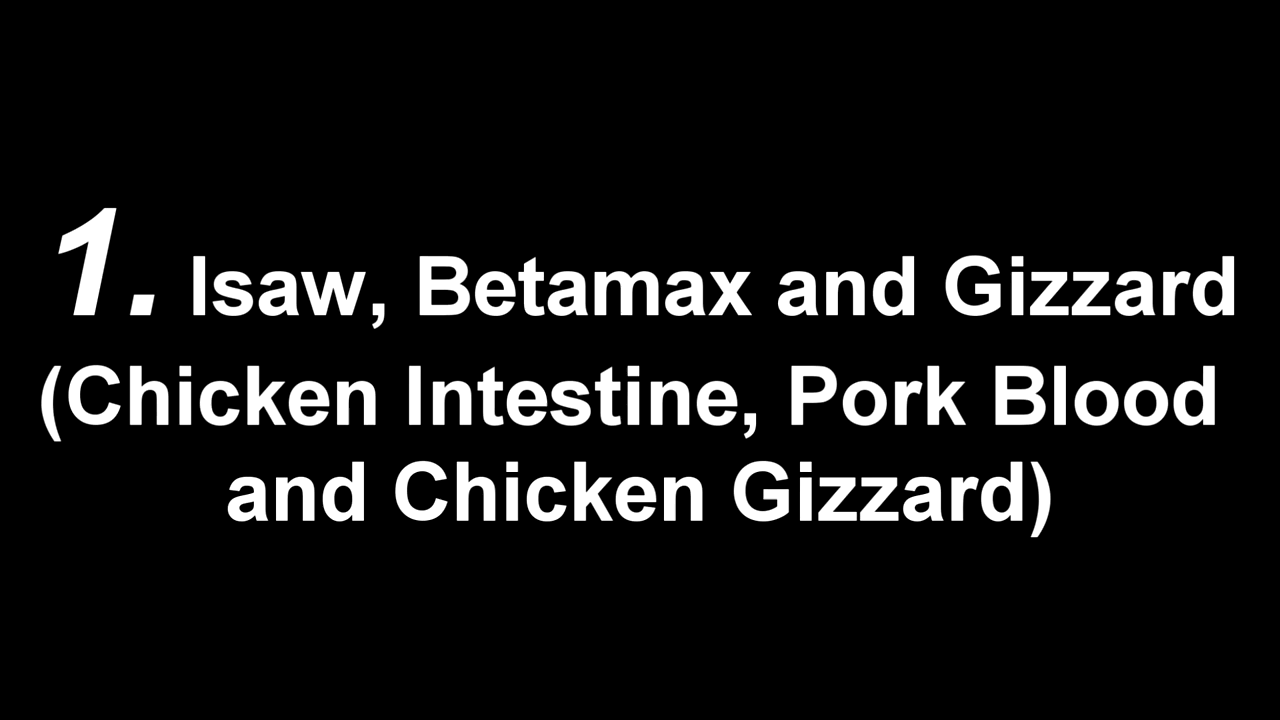 1. Isaw, Betamax and Gizzard
(Chicken Intestine, Pork Blood
and Chicken Gizzard)